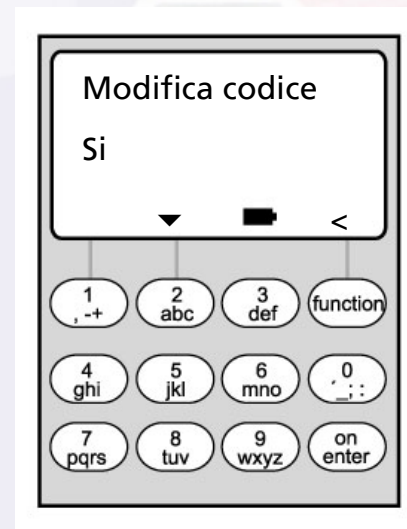 Modifica codice
Si
<
1 2 3 function
, -+ abc def
4 5 6 0
ghi jkl mno ´_; :
7 8 9 on
pqrs tuv wxyz enter